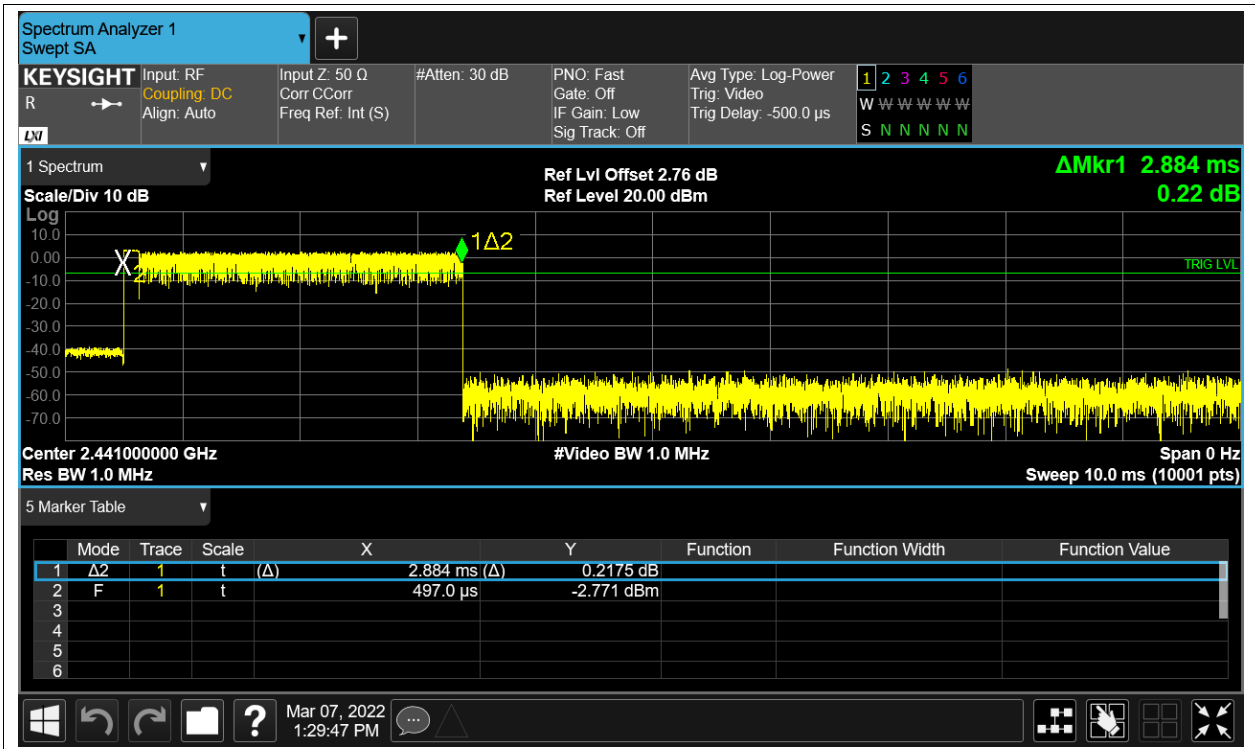 Spectrum Analyzer 1
Swept SA
KEYSIGHT
R
LXI
Input: RF
Coupling: DC
Align: Auto
Input Z: 50 Ω
Corr CCorr
Freq Ref: Int (S)
#Atten: 30 dB
PNO: Fast
Gate: Off
IF Gain: Low
Sig Track: Off
Avg Type: Log-Power
Trig: Video
Trig Delay: -500.0 µs
1 2 3 4 5 6
W W W W W W
S N N N N N
1 Spectrum
Scale/Div 10 dB
Ref Lvl Offset 2.76 dB
Ref Level 20.00 dBm
ΔMkr1 2.884 ms
0.22 dB
Log
10.0
0.00
-10.0
-20.0
-30.0
-40.0
-50.0
-60.0
-70.0
X2
1Δ2
TRIG LVL
Center 2.441000000 GHz
#Video BW 1.0 MHz
Span 0 Hz
Res BW 1.0 MHz
Sweep 10.0 ms (10001 pts)
5 Marker Table
Mode Trace Scale X Y Function Function Width Function Value
1 Δ2 1 t (Δ) 2.884 ms (Δ) 0.2175 dB
2 F 1 t 497.0 µs -2.771 dBm
3
4
5
6
?
Mar 07, 2022
1:29:47 PM